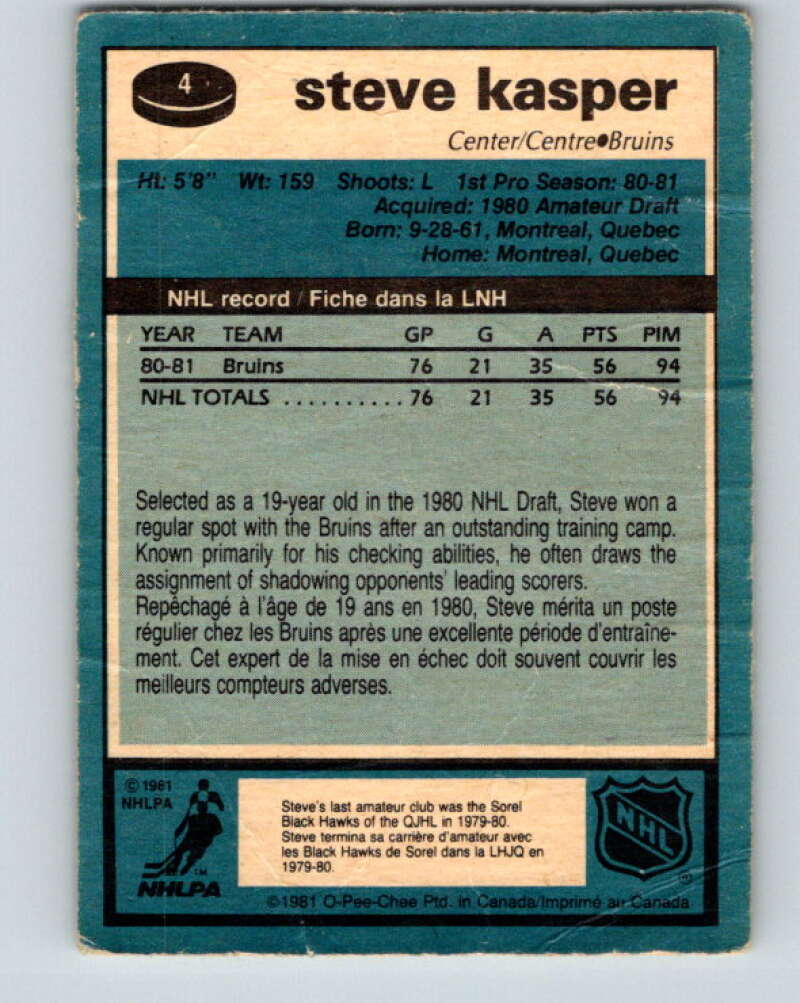 4
steve kasper
Center/Centre●Bruins
Ht: 5'8" Wt: 159 Shoots: L 1st Pro Season: 80-81
Acquired: 1980 Amateur Draft
Born: 9-28-61, Montreal, Quebec
Home: Montreal, Quebec
NHL record / Fiche dans la LNH
YEAR TEAM GP G A PTS PIM
80-81 Bruins 76 21 35 56 94
NHL TOTALS .......... 76 21 35 56 94
Selected as a 19-year old in the 1980 NHL Draft, Steve won a
regular spot with the Bruins after an outstanding training camp.
Known primarily for his checking abilities, he often draws the
assignment of shadowing opponents' leading scorers.
Repêchagé à l'âge de 19 ans en 1980, Steve mérita un poste
régulier chez les Bruins après une excellente période d'entraîne-
ment. Cet expert de la mise en échec doit souvent couvrir les
meilleurs compteurs adverses.
© 1981
NHLPA
TM
NHLPA
Steve's last amateur club was the Sorel
Black Hawks of the QJHL in 1979-80.
Steve termina sa carrière d'amateur avec
les Black Hawks de Sorel dans la LHJQ en
1979-80.
NHL
©1981 O-Pee-Chee Ptd. in Canada/Imprimé au Canada